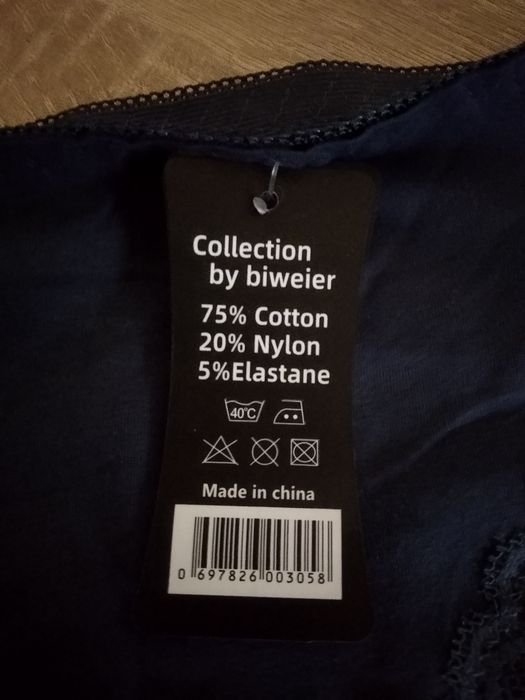 Collection
by biweier
75% Cotton
20% Nylon
5%Elastane
40°C
Made in china
0 697826 003058